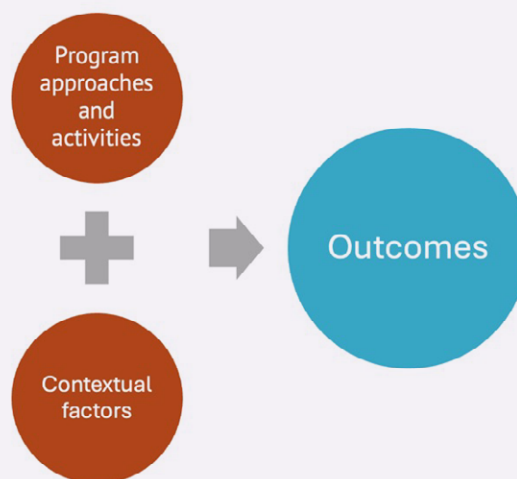 Program
approaches
and
activities
Outcomes
Contextual
factors